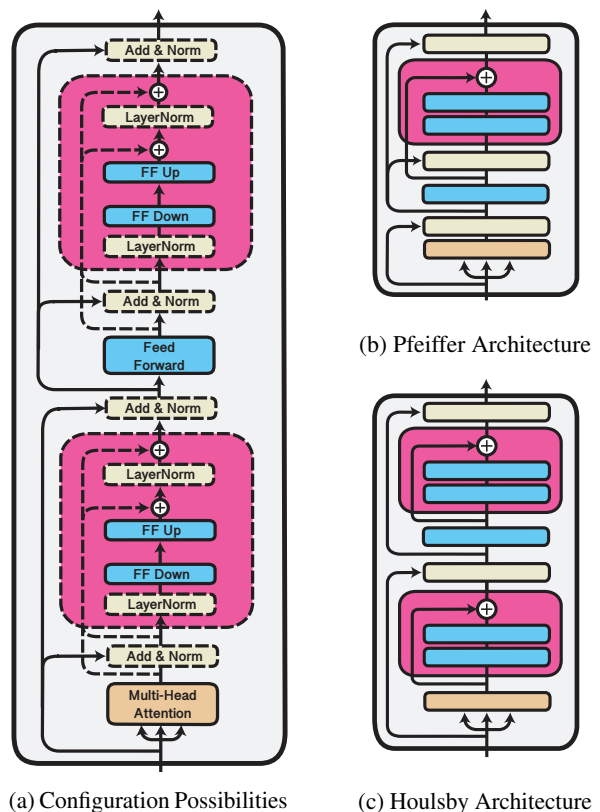 Add & Norm
LayerNorm
FF Up
FF Down
LayerNorm
Add & Norm
Feed
Forward
Add & Norm
LayerNorm
FF Up
FF Down
LayerNorm
Add & Norm
Multi-Head
Attention
(a) Configuration Possibilities
(b) Pfeiffer Architecture
(c) Houlsby Architecture